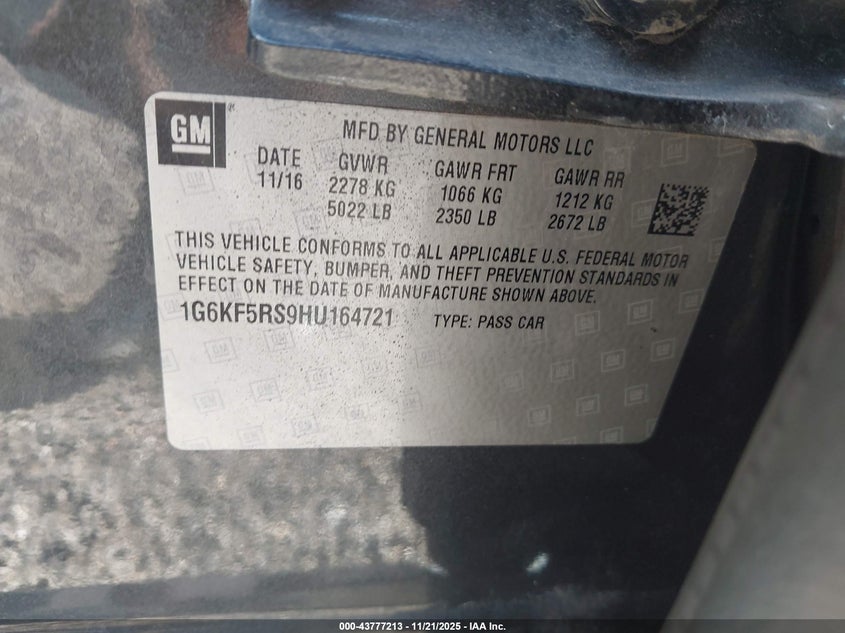 GM ®
MFD BY GENERAL MOTORS LLC
DATE GVWR GAWR FRT GAWR RR
11/16 2278 KG 1066 KG 1212 KG
5022 LB 2350 LB 2672 LB
THIS VEHICLE CONFORMS TO ALL APPLICABLE U.S. FEDERAL MOTOR
VEHICLE SAFETY, BUMPER, AND THEFT PREVENTION STANDARDS IN
EFFECT ON THE DATE OF MANUFACTURE SHOWN ABOVE.
1G6KF5RS9HU164721 TYPE: PASS CAR
000-43777213 - 11/21/2025 - IAA Inc.